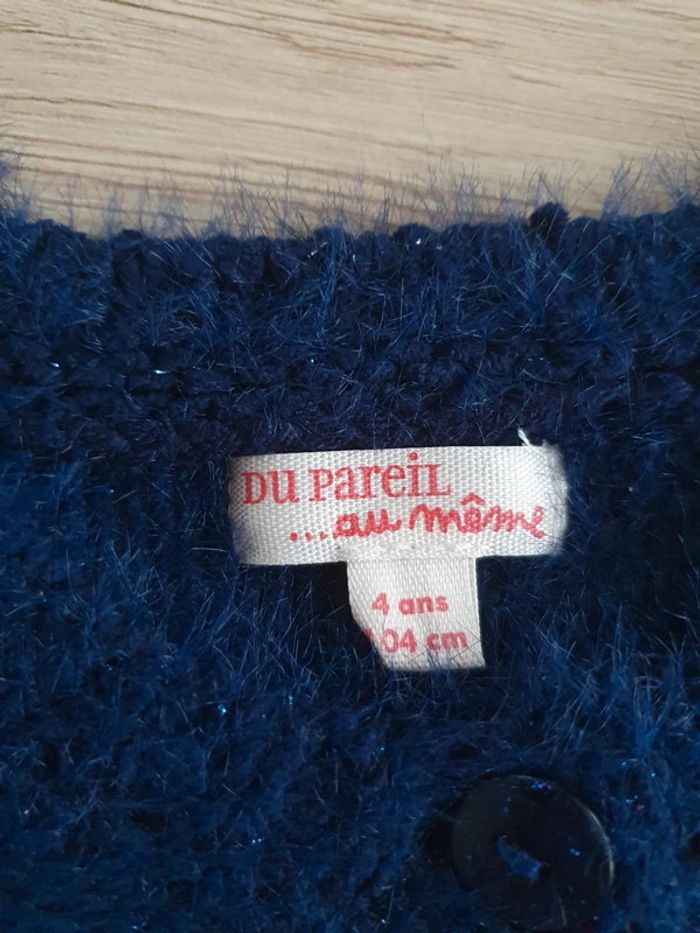 DU PAREIL
...au même
4 ans
104 cm